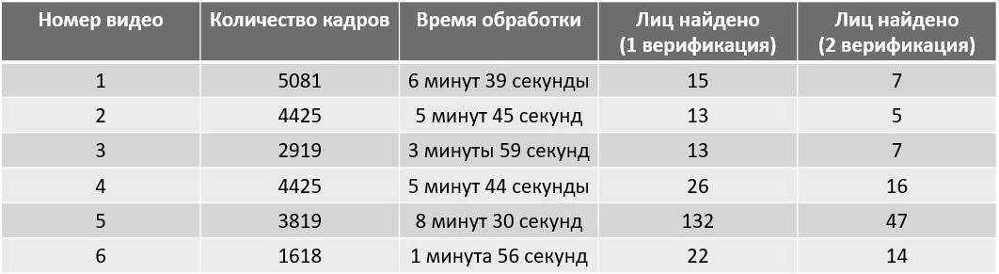 Номер видео Количество кадров Время обработки Лиц найдено (1 верификация) Лиц найдено (2 верификация)
1 5081 6 минут 39 секунды 15 7
2 4425 5 минут 45 секунд 13 5
3 2919 3 минуты 59 секунд 13 7
4 4425 5 минут 44 секунды 26 16
5 3819 8 минут 30 секунд 132 47
6 1618 1 минута 56 секунд 22 14